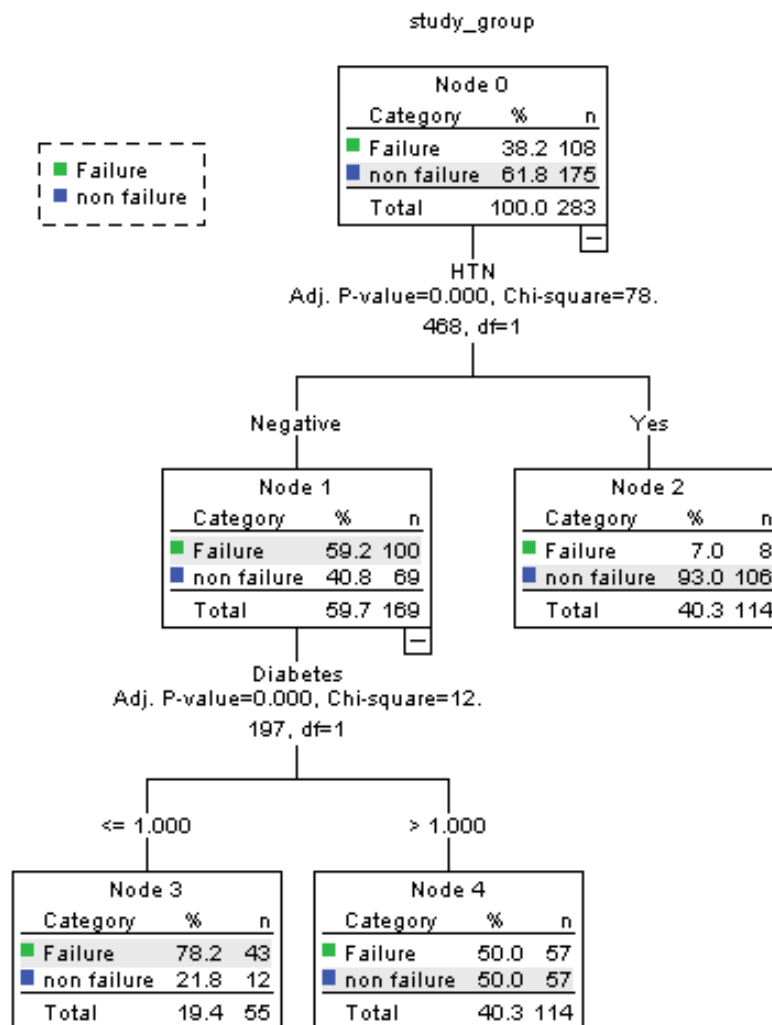 study_group
Node 0
Category % n
Failure 38.2 108
non failure 61.8 175
Total 100.0 283
Failure
non failure
HTN
Adj. P-value=0.000, Chi-square=78.
468, df=1
Negative
Yes
Node 1
Category % n
Failure 59.2 100
non failure 40.8 69
Total 59.7 169
Node 2
Category % n
Failure 7.0 8
non failure 93.0 106
Total 40.3 114
Diabetes
Adj. P-value=0.000, Chi-square=12.
197, df=1
<= 1.000
> 1.000
Node 3
Category % n
Failure 78.2 43
non failure 21.8 12
Total 19.4 55
Node 4
Category % n
Failure 50.0 57
non failure 50.0 57
Total 40.3 114